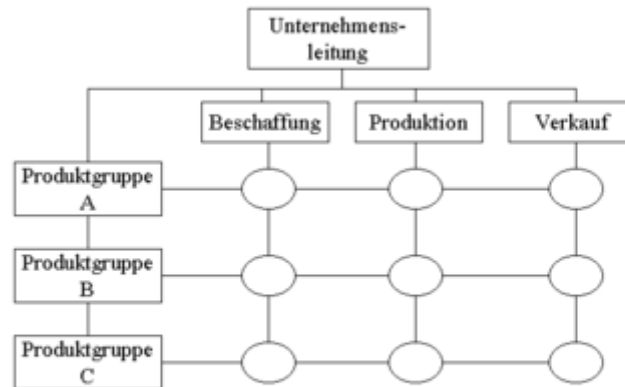 Unternehmens-
leitung
Beschaffung
Produktion
Verkauf
Produktgruppe
A
Produktgruppe
B
Produktgruppe
C